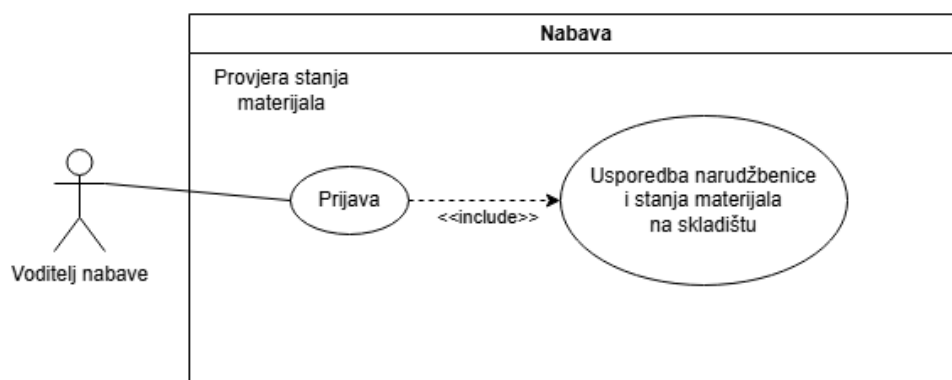 Nabava
Provjera stanja
materijala
Voditelj nabave
Prijava
<<include>>
Usporedba narudžbenice
i stanja materijala
na skladištu